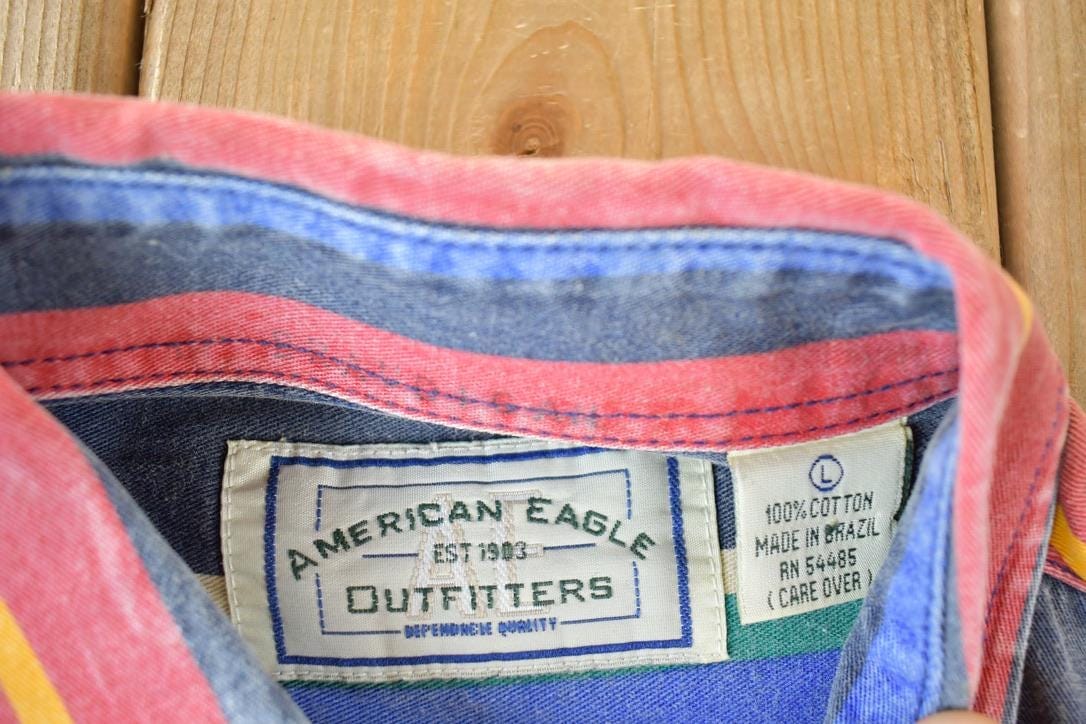 AMERICAN EAGLE
EST 1903
OUTFITTERS
DEPENDABLE QUALITY
L
100% COTTON
MADE IN BRAZIL
RN 54485
( CARE OVER )